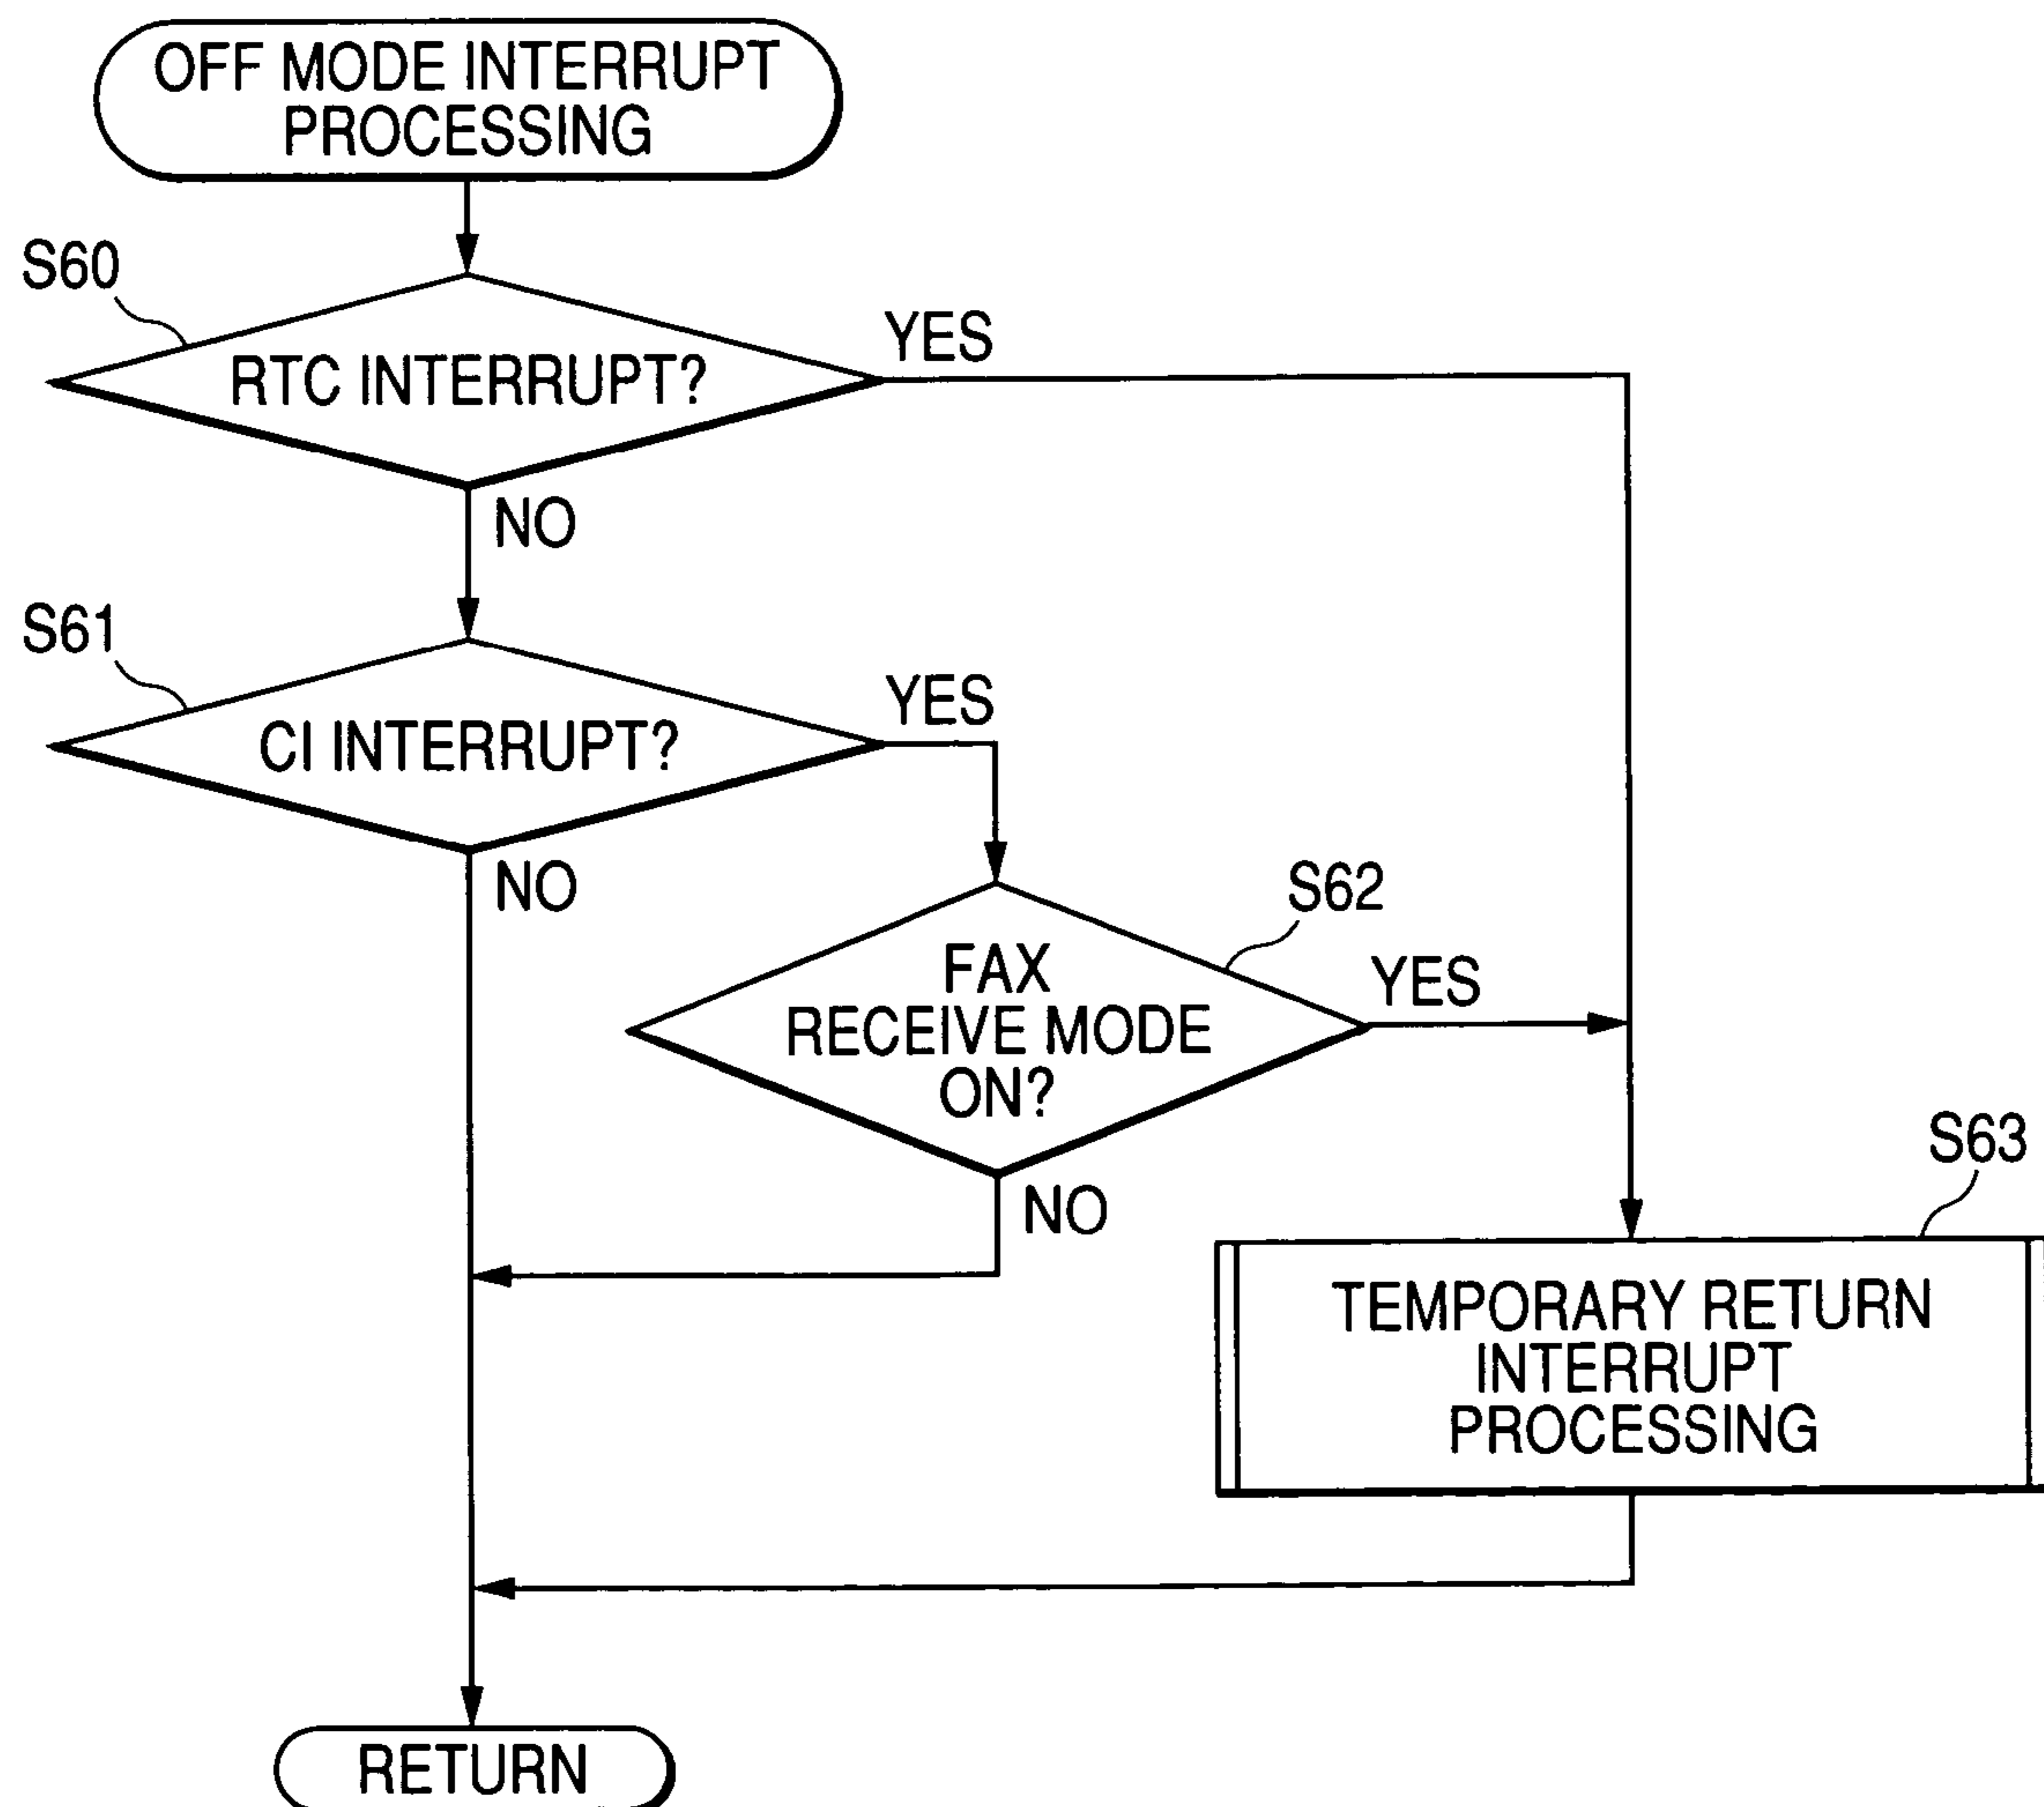 OFF MODE INTERRUPT
PROCESSING
S60
RTC INTERRUPT?
YES
NO
S61
CI INTERRUPT?
YES
NO
S62
FAX
RECEIVE MODE
ON?
YES
NO
S63
TEMPORARY RETURN
INTERRUPT
PROCESSING
RETURN